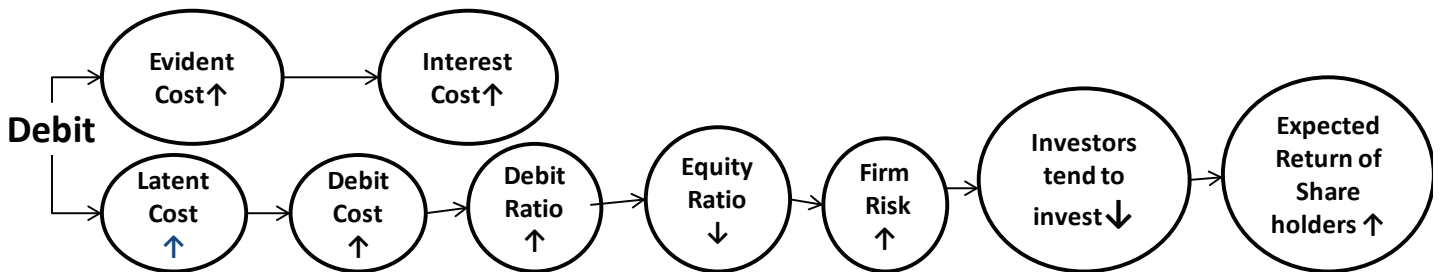 Debit
Evident
Cost↑
Interest
Cost↑
Latent
Cost
↑
Debit
Cost
↑
Debit
Ratio
↑
Equity
Ratio
↓
Firm
Risk
↑
Investors
tend to
invest↓
Expected
Return of
Share
holders ↑